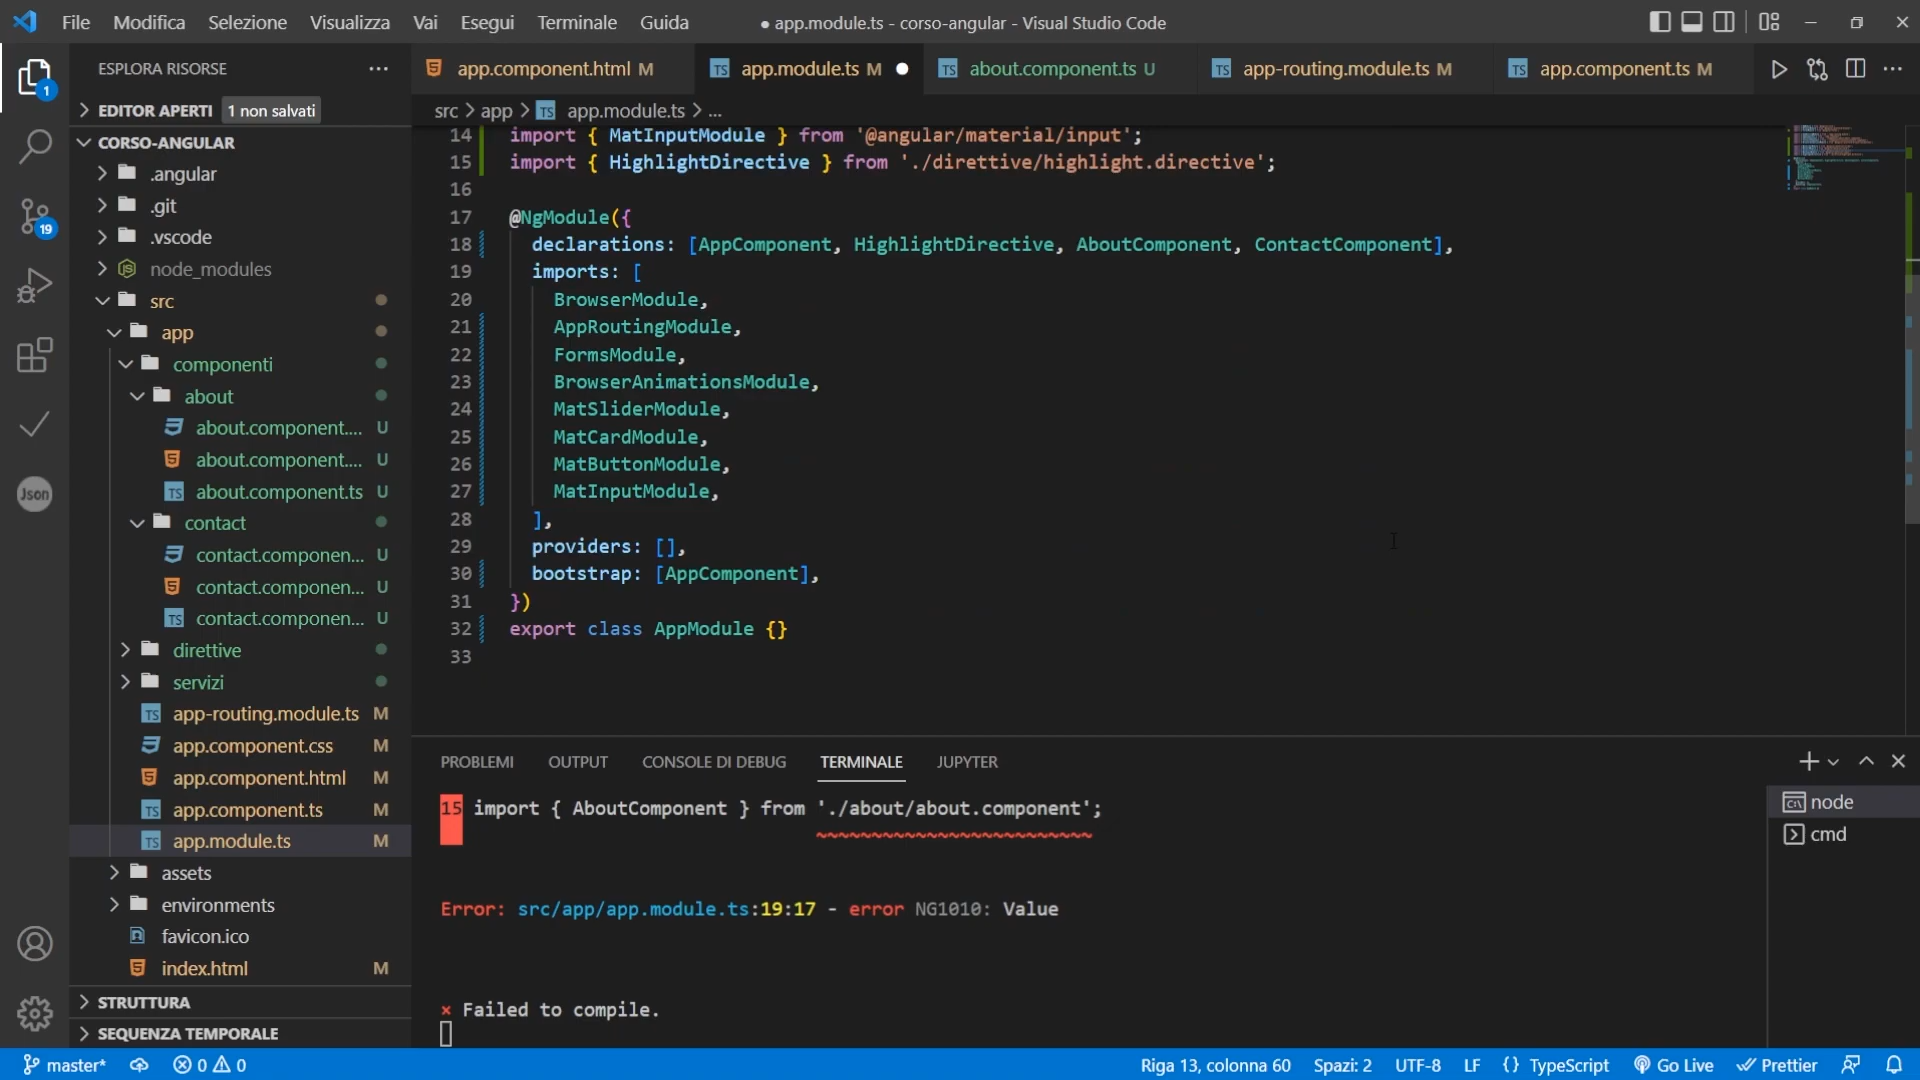 File Modifica Selezione Visualizza Vai Esegui Terminale Guida
● app.module.ts - corso-angular - Visual Studio Code
ESPLORA RISORSE
EDITOR APERTI 1 non salvati
CORSO-ANGULAR
.angular
.git
.vscode
node_modules
src
app
componenti
about
about.component.... U
about.component.... U
about.component.ts U
contact
contact.componen... U
contact.componen... U
contact.componen... U
direttive
servizi
app-routing.module.ts M
app.component.css M
app.component.html M
app.component.ts M
app.module.ts M
assets
environments
favicon.ico
index.html M
STRUTTURA
SEQUENZA TEMPORALE
1
19
Json
app.component.html M
app.module.ts M ●
about.component.ts U
app-routing.module.ts M
app.component.ts M
src > app > TS app.module.ts > ...
14 import { MatInputModule } from '@angular/material/input';
15 import { HighlightDirective } from './direttive/highlight.directive';
16
17 @NgModule({
18 declarations: [AppComponent, HighlightDirective, AboutComponent, ContactComponent],
19 imports: [
20 BrowserModule,
21 AppRoutingModule,
22 FormsModule,
23 BrowserAnimationsModule,
24 MatSliderModule,
25 MatCardModule,
26 MatButtonModule,
27 MatInputModule,
28 ],
29 providers: [],
30 bootstrap: [AppComponent],
31 })
32 export class AppModule {}
33
PROBLEMI OUTPUT CONSOLE DI DEBUG TERMINALE JUPYTER
15 import { AboutComponent } from './about/about.component';
~~~~~~~~~~~~~~~~~~~~~~~~~
Error: src/app/app.module.ts:19:17 - error NG1010: Value
× Failed to compile.
node
cmd
master* 0 0
Riga 13, colonna 60 Spazi: 2 UTF-8 LF {} TypeScript Go Live Prettier